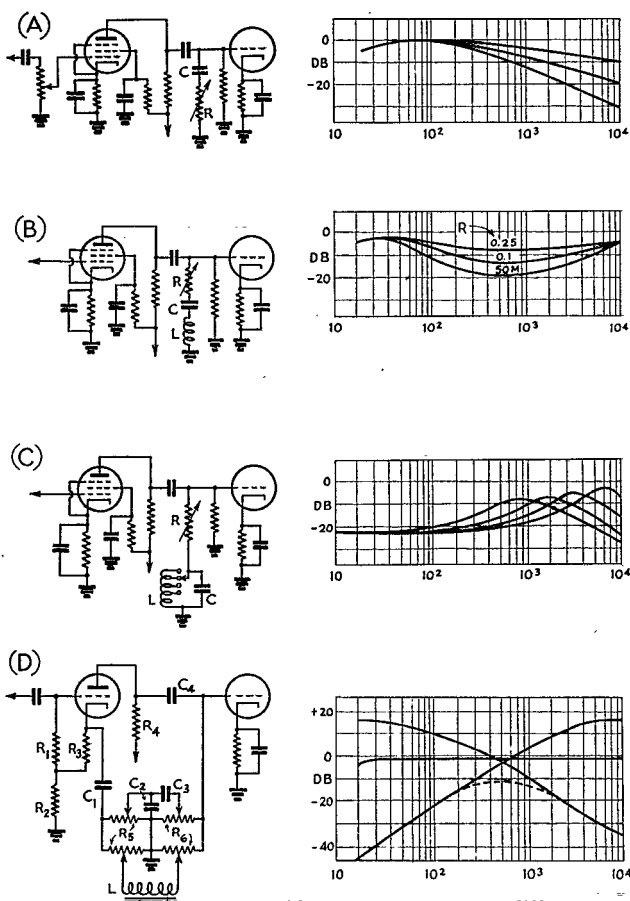 (A)
C
R
0
DB
-20
10 10² 10³ 10⁴
(B)
R
C
L
R
0.25
0.1
50M
0
DB
-20
10 10² 10³ 10⁴
(C)
R
L
C
0
DB
-20
10 10² 10³ 10⁴
(D)
C4
R1
R3
R4
R2
C1
C2
C3
R5
R6
L
+20
0
DB
-20
-40
10 10² 10³ 10⁴